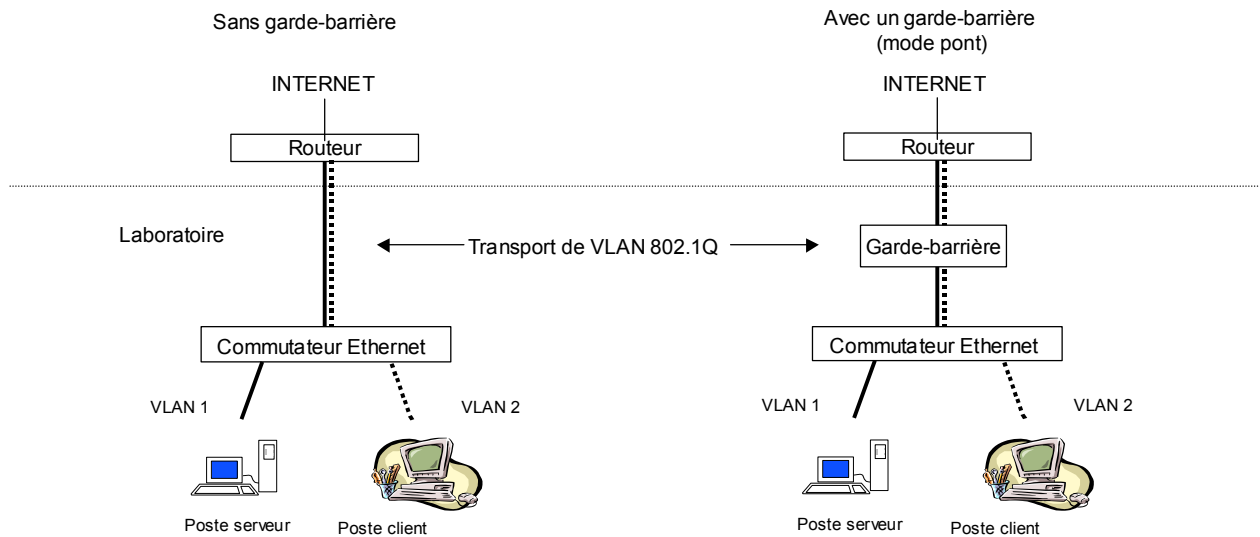 Sans garde-barrière
Avec un garde-barrière
(mode pont)
INTERNET
INTERNET
Routeur
Routeur
Laboratoire
Transport de VLAN 802.1Q
Garde-barrière
Commutateur Ethernet
Commutateur Ethernet
VLAN 1
VLAN 2
VLAN 1
VLAN 2
Poste serveur
Poste client
Poste serveur
Poste client